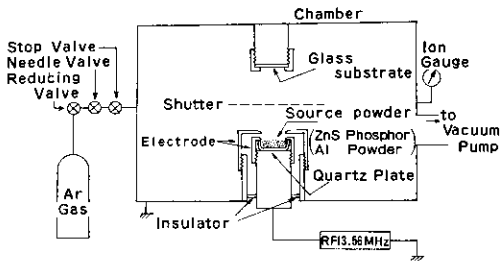 Chamber
Stop Valve
Needle Valve
Reducing
Valve
Glass
substrate
Ion
Gauge
Shutter
Source powder
(ZnS Phosphor
Al Powder)
to
Vacuum
Pump
Electrode
Quartz Plate
Ar
Gas
Insulator
RF13.56MHz